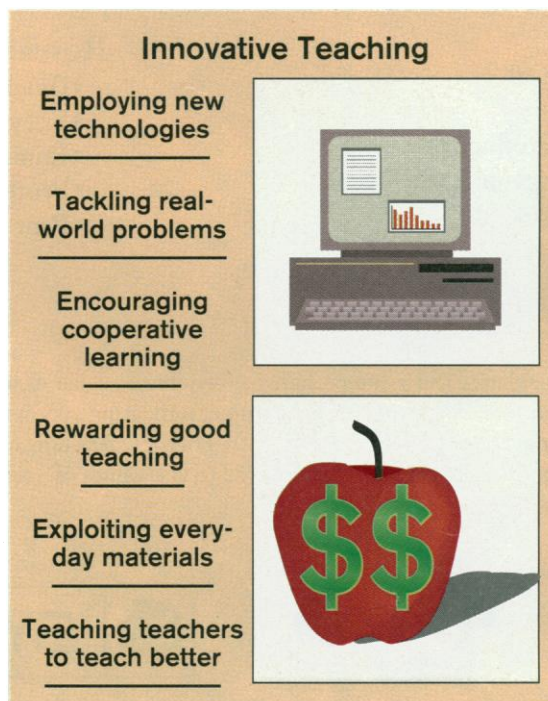 Innovative Teaching
Employing new
technologies
Tackling real-
world problems
Encouraging
cooperative
learning
Rewarding good
teaching
Exploiting every-
day materials
Teaching teachers
to teach better
$$